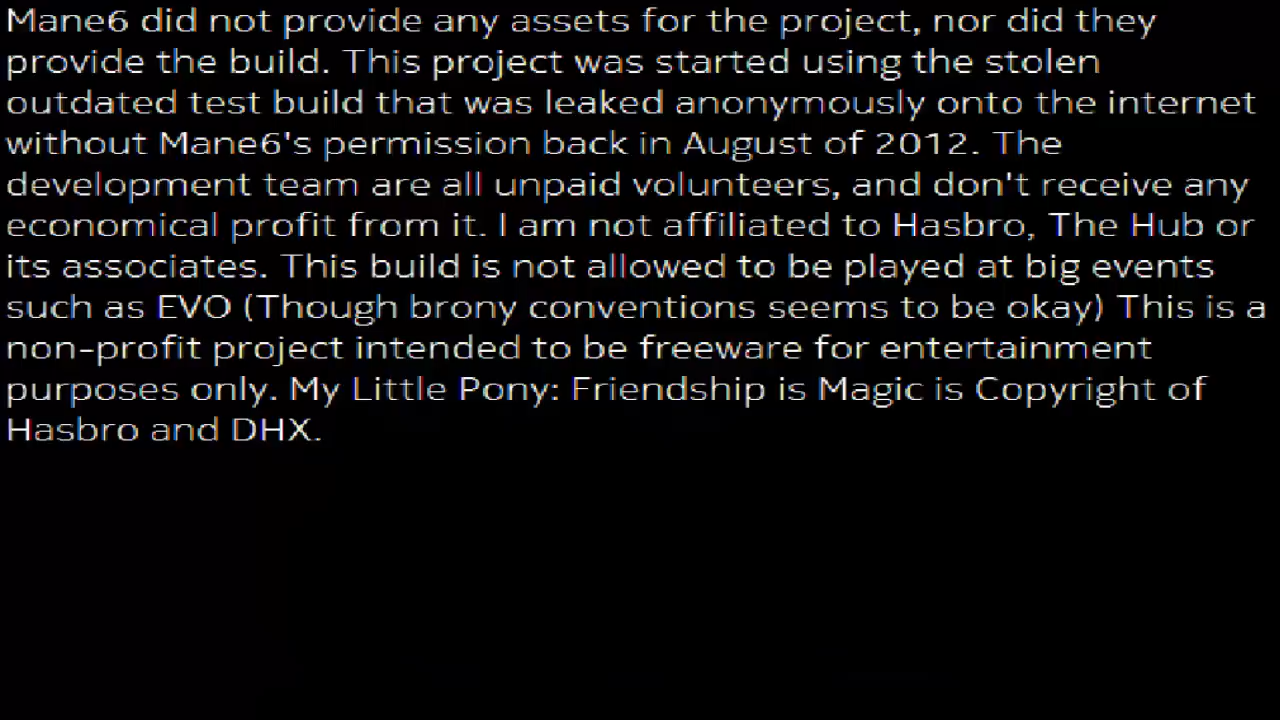 Mane6 did not provide any assets for the project, nor did they
provide the build. This project was started using the stolen
outdated test build that was leaked anonymously onto the internet
without Mane6's permission back in August of 2012. The
development team are all unpaid volunteers, and don't receive any
economical profit from it. I am not affiliated to Hasbro, The Hub or
its associates. This build is not allowed to be played at big events
such as EVO (Though brony conventions seems to be okay) This is a
non-profit project intended to be freeware for entertainment
purposes only. My Little Pony: Friendship is Magic is Copyright of
Hasbro and DHX.